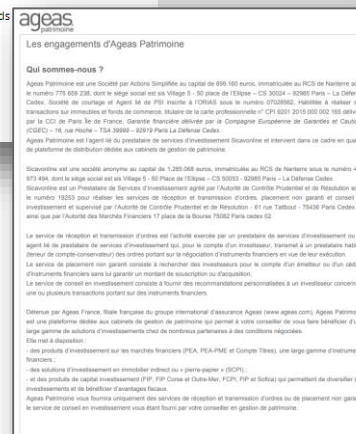 ds
ageas
patrimoine
Les engagements d'Ageas Patrimoine
Qui sommes-nous ?
Ageas Patrimoine est une Société par Actions Simplifiée au capital de 899.160 euros, immatriculée au RCS de Nanterre so
le numéro 775 659 238, dont le siège social est sis Village 5 - 50 place de l'Ellipse – CS 30024 – 92985 Paris – La Défen
Cedex. Société de courtage et Agent lié de PSI inscrite à l'ORIAS sous le numéro 07028562. Habilitée à réaliser d
transactions sur immeubles et fonds de commerce, titulaire de la carte professionnelle n° CPI 9201 2015 000 002 165 délivr
par la CCI de Paris Île de France. Garantie financière délivrée par la Compagnie Européenne de Garanties et Cautio
(CGEC) – 16, rue Hoche – TSA 39999 – 92919 Paris La Défense Cedex.
Ageas Patrimoine est l'agent lié du prestataire de services d'investissement Sicavonline et intervient dans ce cadre en qua
de plateforme de distribution dédiée aux cabinets de gestion de patrimoine.
Sicavonline est une société anonyme au capital de 1.285.068 euros, immatriculée au RCS de Nanterre sous le numéro 4
973 494, dont le siège social est sis Village 5 - 50 Place de l'Ellipse – CS 50053 - 92985 Paris – La Défense Cedex.
Sicavonline est un Prestataire de Services d'Investissement agréé par l'Autorité de Contrôle Prudentiel et de Résolution so
le numéro 19253 pour réaliser les services de réception et transmission d'ordres, placement non garanti et conseil
investissement et supervisé par l'Autorité de Contrôle Prudentiel et de Résolution - 61 rue Taitbout - 75436 Paris Cedex
ainsi que par l'Autorité des Marchés Financiers 17 place de la Bourse 75082 Paris cedex 02.
Le service de réception et transmission d'ordres est l'activité exercée par un prestataire de services d'investissement ou
agent lié de prestataire de services d'investissement qui, pour le compte d'un investisseur, transmet à un prestataire habi
(teneur de compte-conservateur) des ordres portant sur la négociation d'instruments financiers en vue de leur exécution.
Le service de placement non garanti consiste à rechercher des investisseurs pour le compte d'un émetteur ou d'un céda
d'instruments financiers sans lui garantir un montant de souscription ou d'acquisition.
Le service de conseil en investissement consiste à fournir des recommandations personnalisées à un investisseur concern
une ou plusieurs transactions portant sur des instruments financiers.
Détenue par Ageas France, filiale française du groupe international d'assurance Ageas (www.ageas.com), Ageas Patrimoin
est une plateforme dédiée aux cabinets de gestion de patrimoine qui permet à votre conseiller de vous faire bénéficier d'u
large gamme de solutions d'investissements chez de nombreux partenaires à des conditions négociées.
Elle met à disposition :
- des produits d'investissement sur les marchés financiers (PEA, PEA-PME et Compte Titres), une large gamme d'instrume
financiers ;
- des solutions d'investissement en immobilier indirect ou « pierre-papier » (SCPI) ;
- et des produits de capital investissement (FIP, FIP Corse et Outre-Mer, FCPI, PIP et Sofica) qui permettent de diversifier
investissements et de bénéficier d'avantages fiscaux.
Ageas Patrimoine vous fournira uniquement des services de réception et transmission d'ordres ou de placement non garan
le service de conseil en investissement vous étant fourni par votre conseiller en gestion de patrimoine.